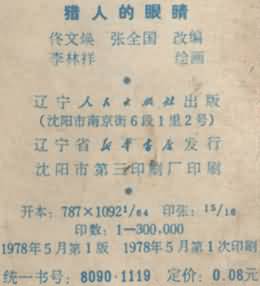 猎人的眼睛
佟文焕 张全国 改编
李林祥 绘画
辽宁人民出版社出版
(沈阳市南京街6段1里2号)
辽宁省新华书店发行
沈阳市第三印刷厂印刷
开本：787×1092 1/64 印张：15/16
印数：1—300,000
1978年5月第1版 1978年5月第1次印刷
统一书号：8090·1119 定价：0.08元